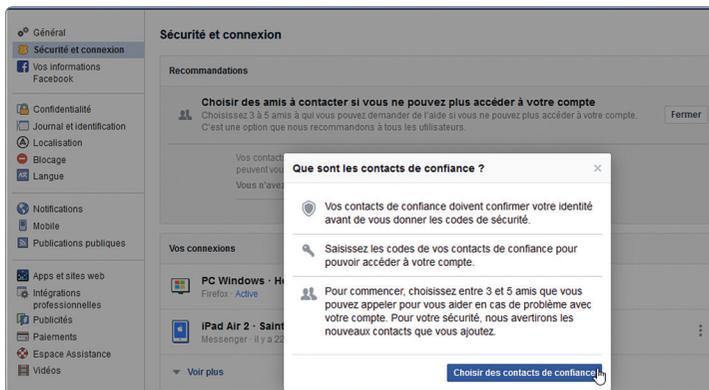 Général
Sécurité et connexion
Vos informations
Facebook
Confidentialité
Journal et identification
Localisation
Blocage
Langue
Notifications
Mobile
Publications publiques
Apps et sites web
Intégrations
professionnelles
Publicités
Paiements
Espace Assistance
Vidéos
Sécurité et connexion
Recommandations
Choisir des amis à contacter si vous ne pouvez plus accéder à votre compte
Choisissez 3 à 5 amis à qui vous pouvez demander de l'aide si vous ne pouvez plus accéder à votre compte.
C'est une option que nous recommandons à tous les utilisateurs.
Fermer
Vos contact
peuvent vou
Vous n'avez
Que sont les contacts de confiance ?
Vos contacts de confiance doivent confirmer votre identité
avant de vous donner les codes de sécurité.
Saisissez les codes de vos contacts de confiance pour
pouvoir accéder à votre compte.
Pour commencer, choisissez entre 3 et 5 amis que vous
pouvez appeler pour vous aider en cas de problème avec
votre compte. Pour votre sécurité, nous avertirons les
nouveaux contacts que vous ajoutez.
Choisir des contacts de confiance
Vos connexions
PC Windows · H
Firefox · Active
iPad Air 2 · Saint
Messenger · il y a 22
Voir plus